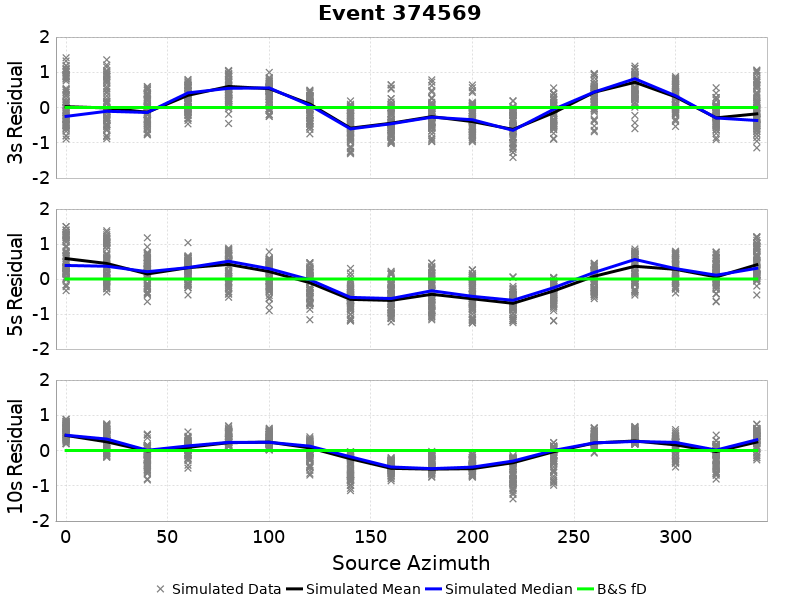 Event 374569
3s Residual
2
1
0
-1
-2
5s Residual
2
1
0
-1
-2
10s Residual
2
1
0
-1
-2
0 50 100 150 200 250 300
Source Azimuth
Simulated Data Simulated Mean Simulated Median B&S fD